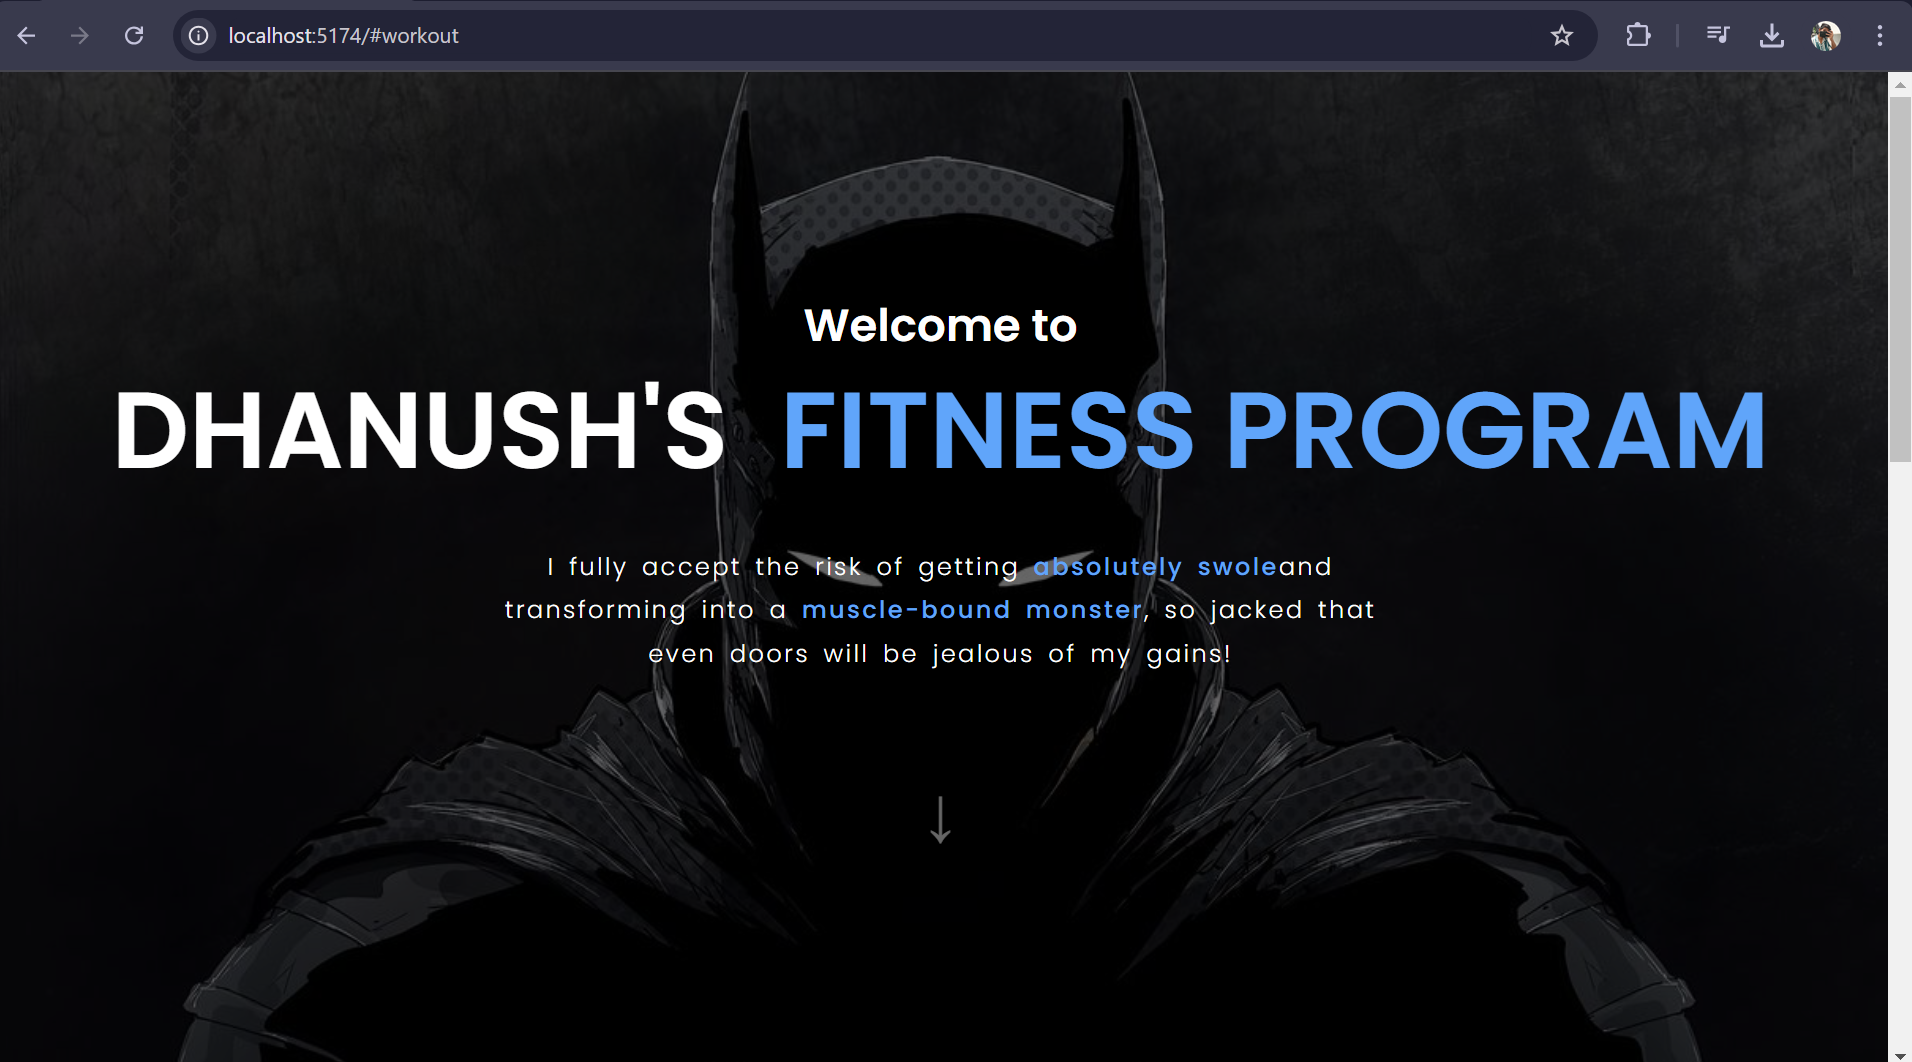 localhost:5174/#workout
Welcome to
DHANUSH'S FITNESS PROGRAM
I fully accept the risk of getting absolutely swoleand
transforming into a muscle-bound monster, so jacked that
even doors will be jealous of my gains!